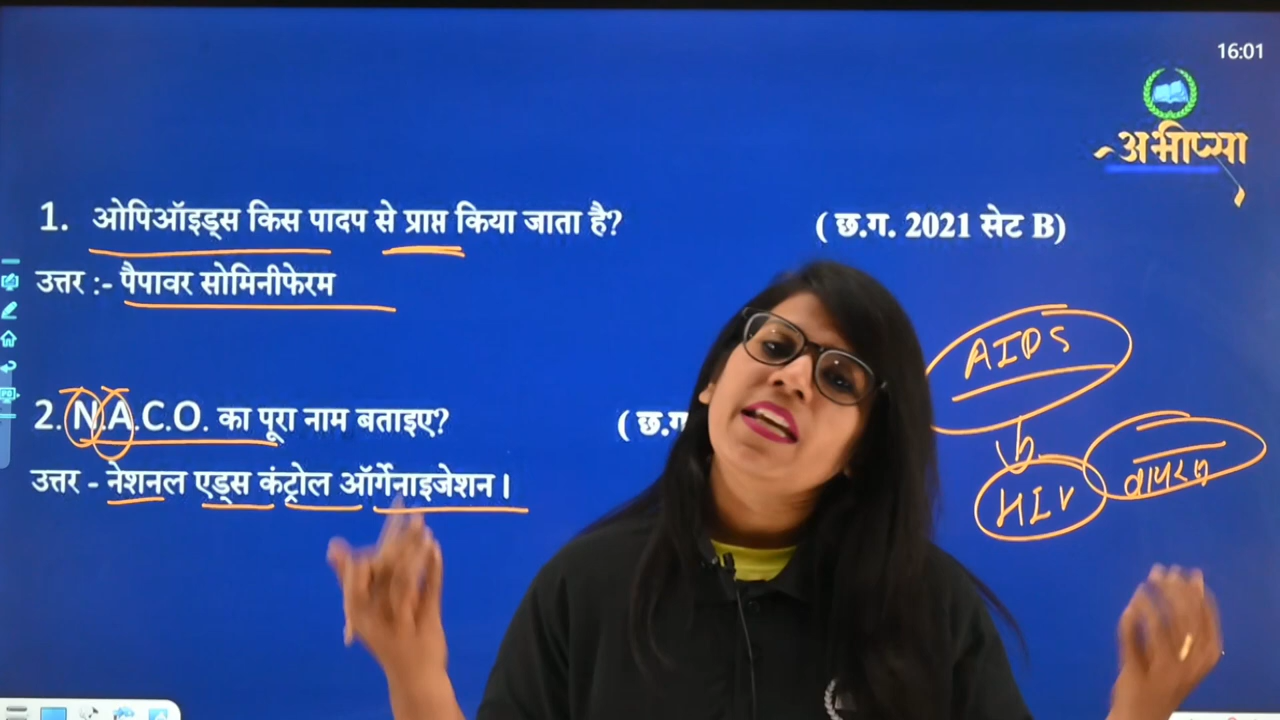 16:01
अभीप्सा
1. ओपिऑइड्स किस पादप से प्राप्त किया जाता है? ( छ.ग. 2021 सेट B)
उत्तर :- पैपावर सोमिनीफेरम
2. N.A.C.O. का पूरा नाम बताइए? ( छ.ग
उत्तर - नेशनल एड्स कंट्रोल ऑर्गेनाइजेशन ।
AIDS
HIV
वायरस